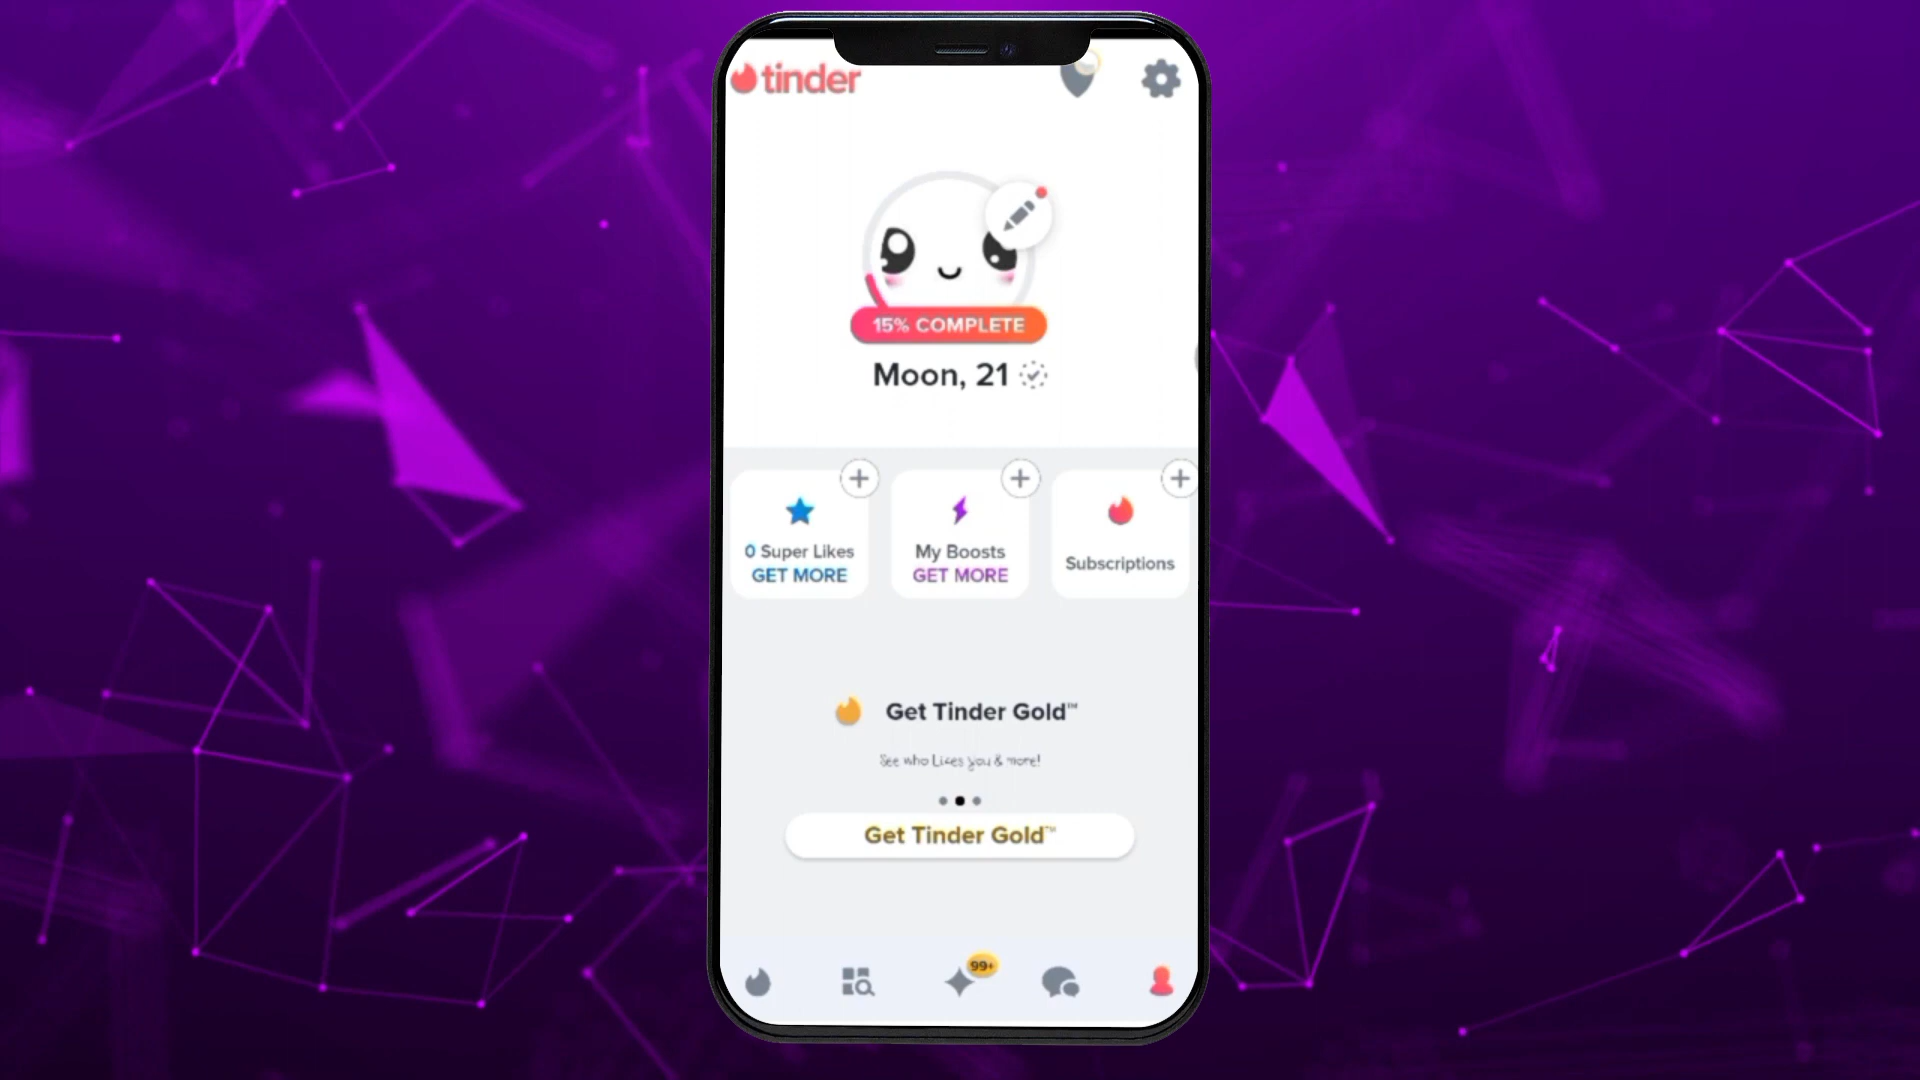 tinder
15% COMPLETE
Moon, 21
0 Super Likes
GET MORE
My Boosts
GET MORE
Subscriptions
Get Tinder Gold™
See who Likes you & more!
Get Tinder Gold™
99+